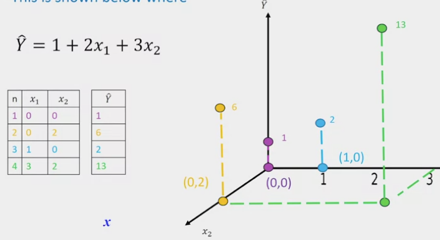 This is shown below where
Ŷ
Ŷ = 1 + 2x₁ + 3x₂
13
n x₁ x₂ Ŷ
1 0 0 1
2 0 2 6
3 1 0 2
4 3 2 13
6
2
1
(1,0)
(0,2)
(0,0)
1 2 3
x
x₂